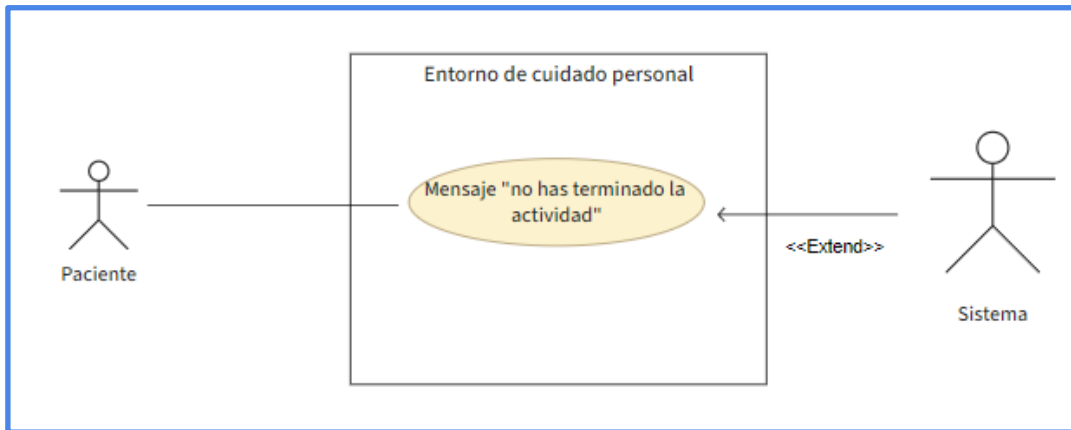 Entorno de cuidado personal
Mensaje "no has terminado la
actividad"
<<Extend>>
Paciente
Sistema